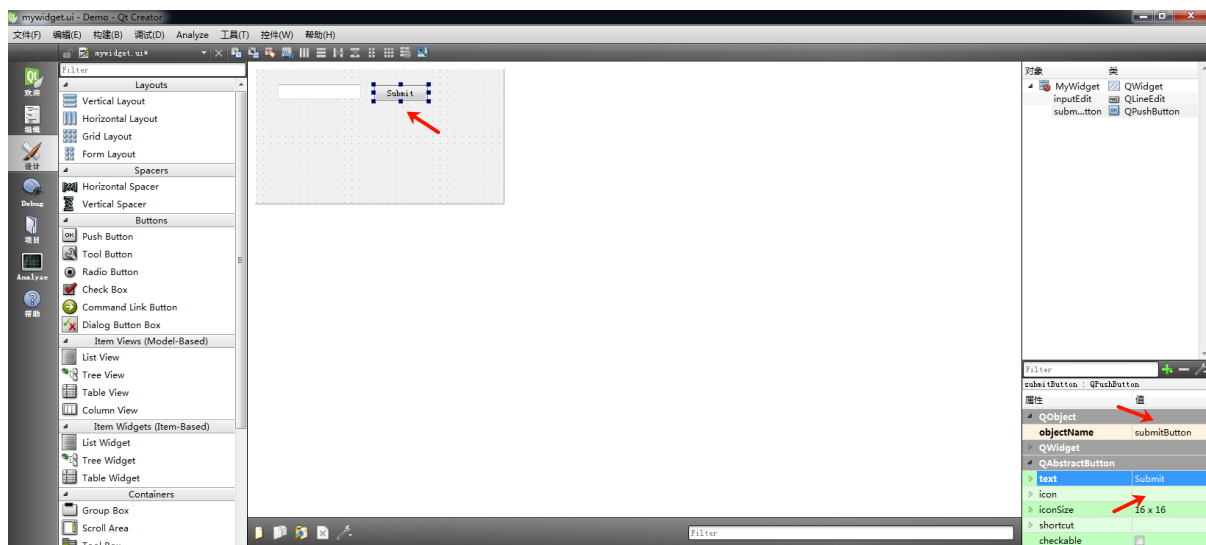 mywidget.ui - Demo - Qt Creator
文件(F) 编辑(E) 构建(B) 调试(D) Analyze 工具(T) 控件(W) 帮助(H)
mywidget.ui*
欢迎
编辑
设计
Debug
项目
Analyze
帮助
Filter
Layouts
Vertical Layout
Horizontal Layout
Grid Layout
Form Layout
Spacers
Horizontal Spacer
Vertical Spacer
Buttons
OK Push Button
Tool Button
Radio Button
Check Box
Command Link Button
Dialog Button Box
Item Views (Model-Based)
List View
Tree View
Table View
Column View
Item Widgets (Item-Based)
List Widget
Tree Widget
Table Widget
Containers
Group Box
Scroll Area
Submit
Filter
对象 类
MyWidget QWidget
inputEdit QLineEdit
subm...tton QPushButton
Filter
submitButton : QPushButton
属性 值
QObject
objectName submitButton
QWidget
QAbstractButton
text Submit
icon
iconSize 16 x 16
shortcut
checkable